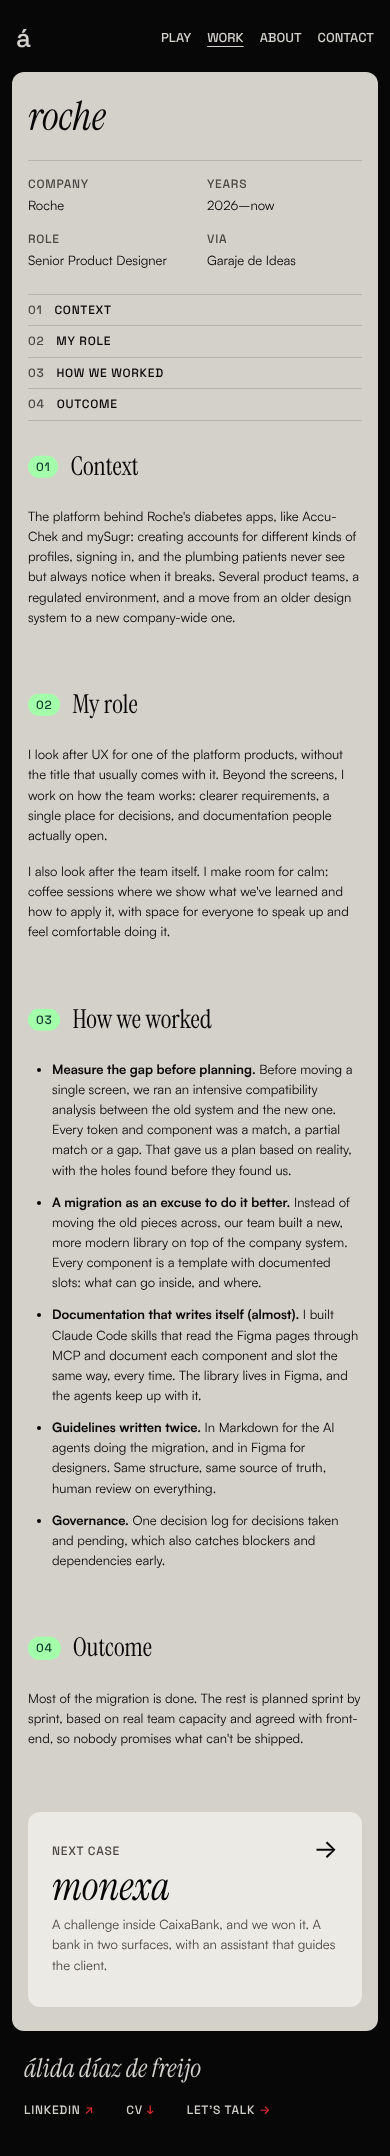 á
PLAY WORK ABOUT CONTACT
roche
COMPANY YEARS
Roche 2026—now
ROLE VIA
Senior Product Designer Garaje de Ideas
01 CONTEXT
02 MY ROLE
03 HOW WE WORKED
04 OUTCOME
01 Context
The platform behind Roche's diabetes apps, like Accu-
Chek and mySugr: creating accounts for different kinds of
profiles, signing in, and the plumbing patients never see
but always notice when it breaks. Several product teams, a
regulated environment, and a move from an older design
system to a new company-wide one.
02 My role
I look after UX for one of the platform products, without
the title that usually comes with it. Beyond the screens, I
work on how the team works: clearer requirements, a
single place for decisions, and documentation people
actually open.
I also look after the team itself. I make room for calm:
coffee sessions where we show what we've learned and
how to apply it, with space for everyone to speak up and
feel comfortable doing it.
03 How we worked
• Measure the gap before planning. Before moving a
single screen, we ran an intensive compatibility
analysis between the old system and the new one.
Every token and component was a match, a partial
match or a gap. That gave us a plan based on reality,
with the holes found before they found us.
• A migration as an excuse to do it better. Instead of
moving the old pieces across, our team built a new,
more modern library on top of the company system.
Every component is a template with documented
slots: what can go inside, and where.
• Documentation that writes itself (almost). I built
Claude Code skills that read the Figma pages through
MCP and document each component and slot the
same way, every time. The library lives in Figma, and
the agents keep up with it.
• Guidelines written twice. In Markdown for the AI
agents doing the migration, and in Figma for
designers. Same structure, same source of truth,
human review on everything.
• Governance. One decision log for decisions taken
and pending, which also catches blockers and
dependencies early.
04 Outcome
Most of the migration is done. The rest is planned sprint by
sprint, based on real team capacity and agreed with front-
end, so nobody promises what can't be shipped.
NEXT CASE →
monexa
A challenge inside CaixaBank, and we won it. A
bank in two surfaces, with an assistant that guides
the client.
álida díaz de freijo
LINKEDIN ↗ CV ↓ LET'S TALK →